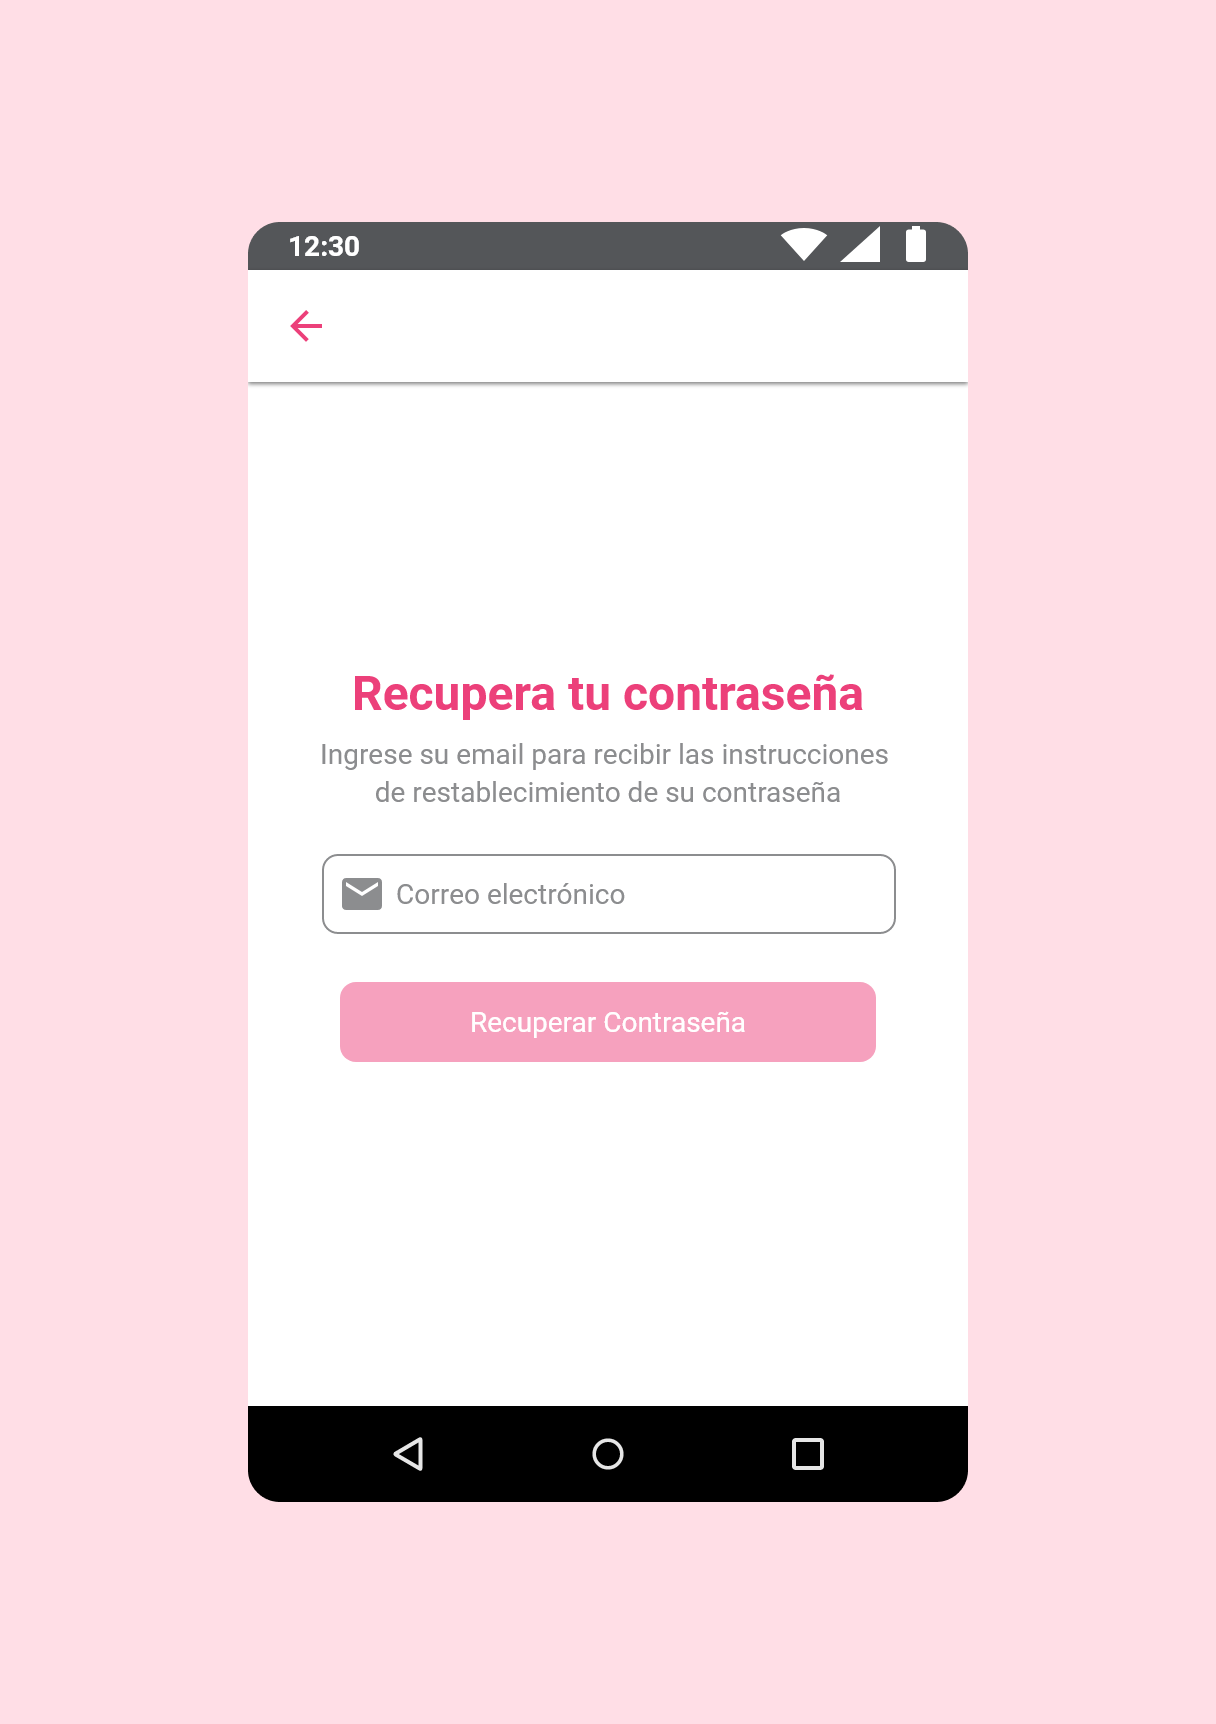 12:30
Recupera tu contraseña
Ingrese su email para recibir las instrucciones
de restablecimiento de su contraseña
Correo electrónico
Recuperar Contraseña